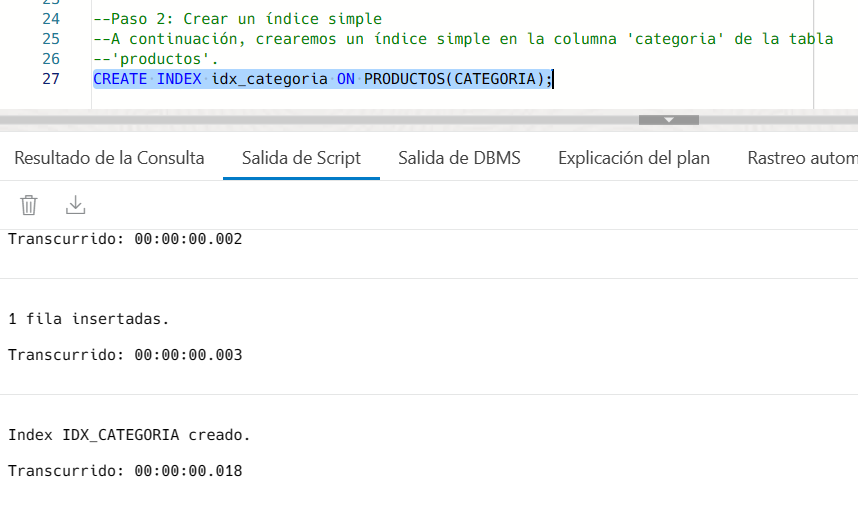 24 --Paso 2: Crear un índice simple
25 --A continuación, crearemos un índice simple en la columna 'categoria' de la tabla
26 --'productos'.
27 CREATE INDEX idx_categoria ON PRODUCTOS(CATEGORIA);
Resultado de la Consulta Salida de Script Salida de DBMS Explicación del plan Rastreo autom
Transcurrido: 00:00:00.002
1 fila insertadas.
Transcurrido: 00:00:00.003
Index IDX_CATEGORIA creado.
Transcurrido: 00:00:00.018